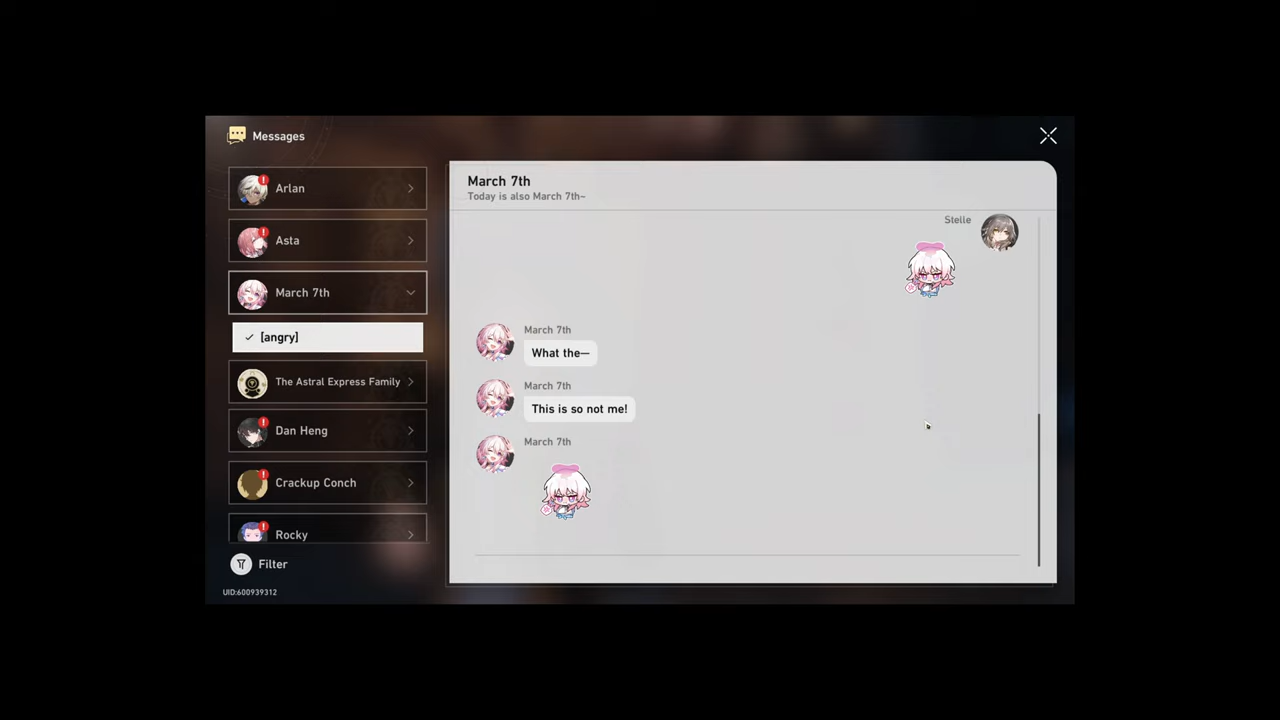 Messages
Arlan
Asta
March 7th
[angry]
The Astral Express Family
Dan Heng
Crackup Conch
Rocky
Filter
UID:600939312
March 7th
Today is also March 7th~
Stelle
March 7th
What the—
March 7th
This is so not me!
March 7th